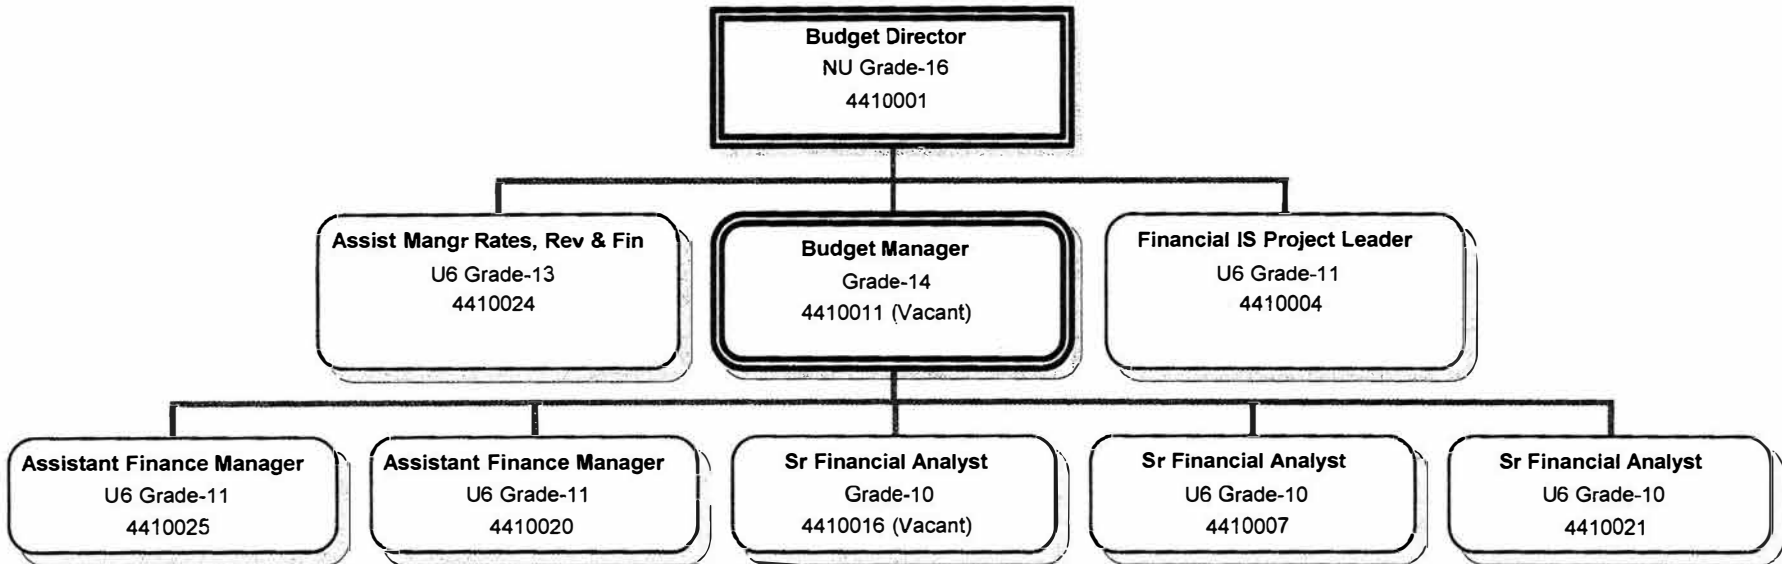 Budget Director
NU Grade-16
4410001
Assist Mangr Rates, Rev & Fin
U6 Grade-13
4410024
Budget Manager
Grade-14
4410011 (Vacant)
Financial IS Project Leader
U6 Grade-11
4410004
Assistant Finance Manager
U6 Grade-11
4410025
Assistant Finance Manager
U6 Grade-11
4410020
Sr Financial Analyst
Grade-10
4410016 (Vacant)
Sr Financial Analyst
U6 Grade-10
4410007
Sr Financial Analyst
U6 Grade-10
4410021